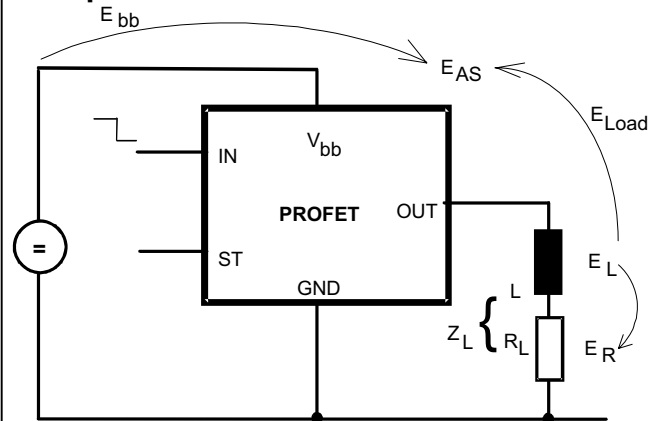 E bb
E AS
E Load
V bb
IN
PROFET
OUT
=
ST
GND
E L
L
Z L { R L
E R